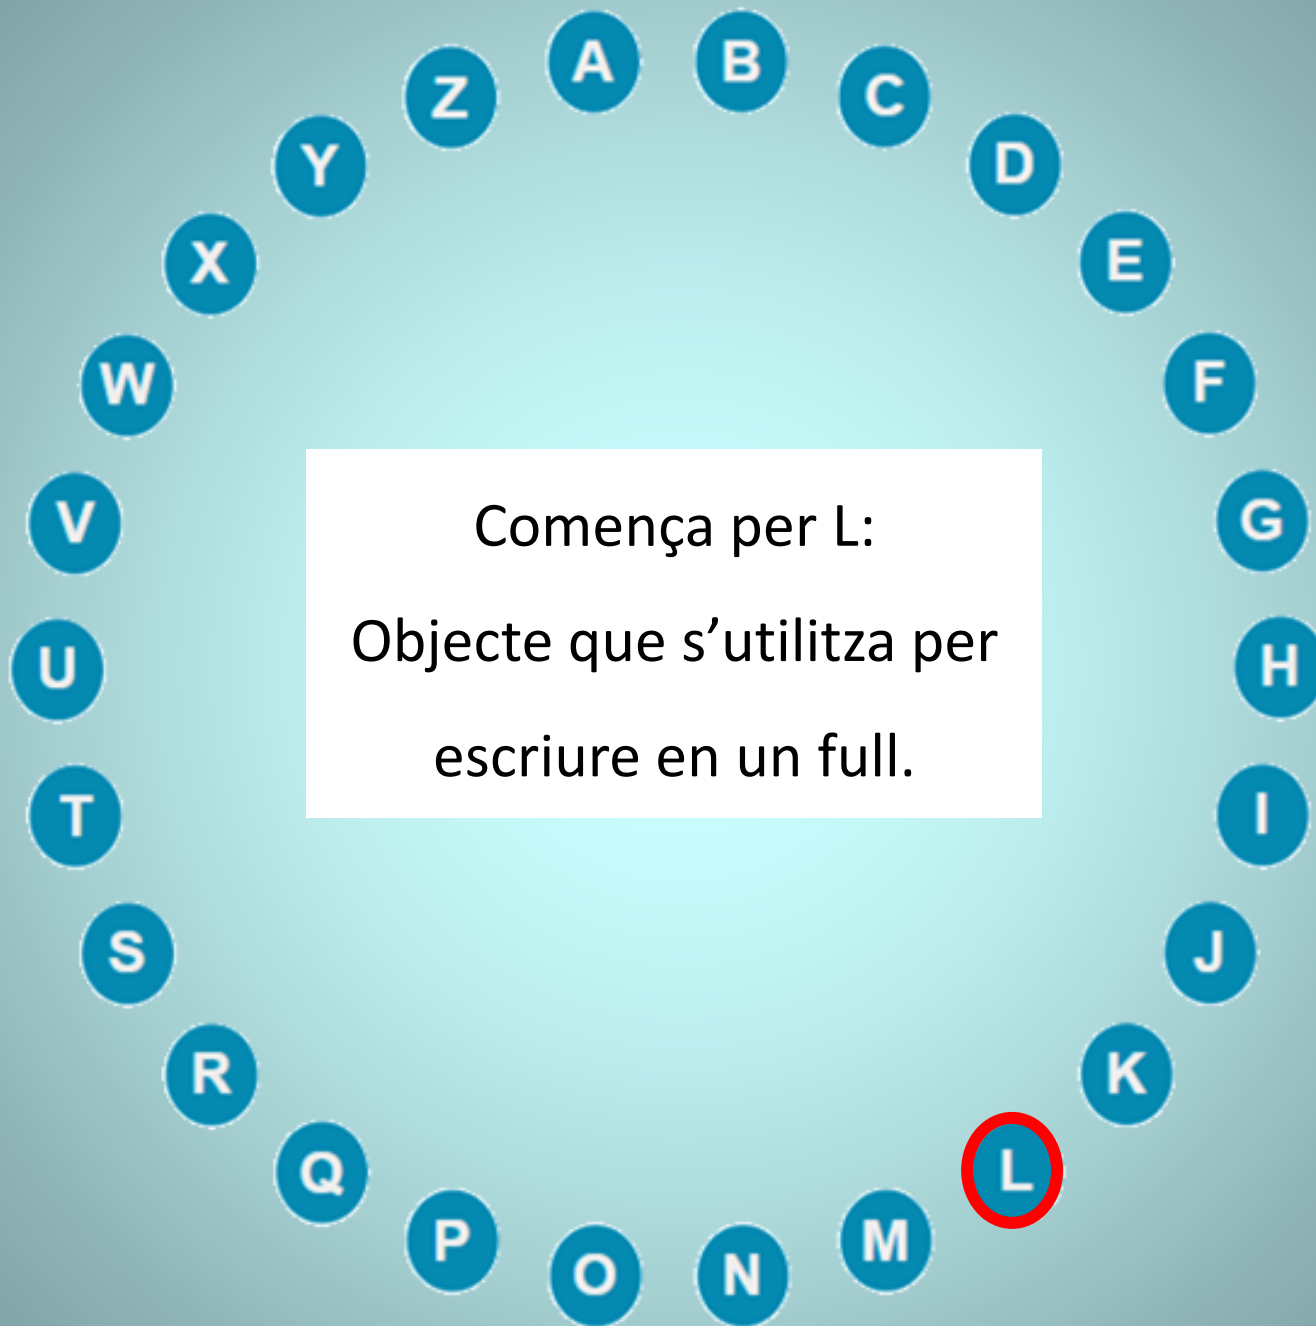 A
B
C
D
E
F
G
H
I
J
K
L
M
N
O
P
Q
R
S
T
U
V
W
X
Y
Z
Comença per L:
Objecte que s’utilitza per
escriure en un full.